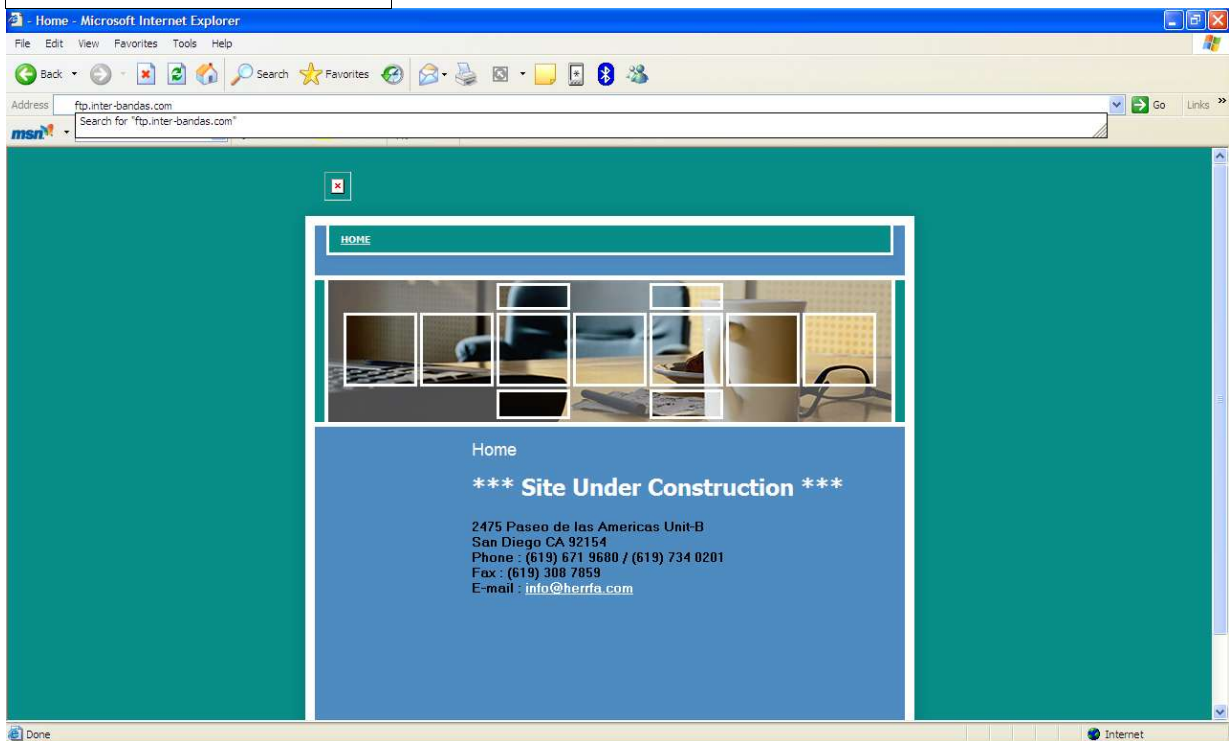 - Home - Microsoft Internet Explorer
File Edit View Favorites Tools Help
Back Search Favorites
Address ftp.inter-bandas.com Go Links »
Search for "ftp.inter-bandas.com"
msn
HOME
Home
*** Site Under Construction ***
2475 Paseo de las Americas Unit-B
San Diego CA 92154
Phone : (619) 671 9680 / (619) 734 0201
Fax : (619) 308 7859
E-mail : info@herrfa.com
Done Internet